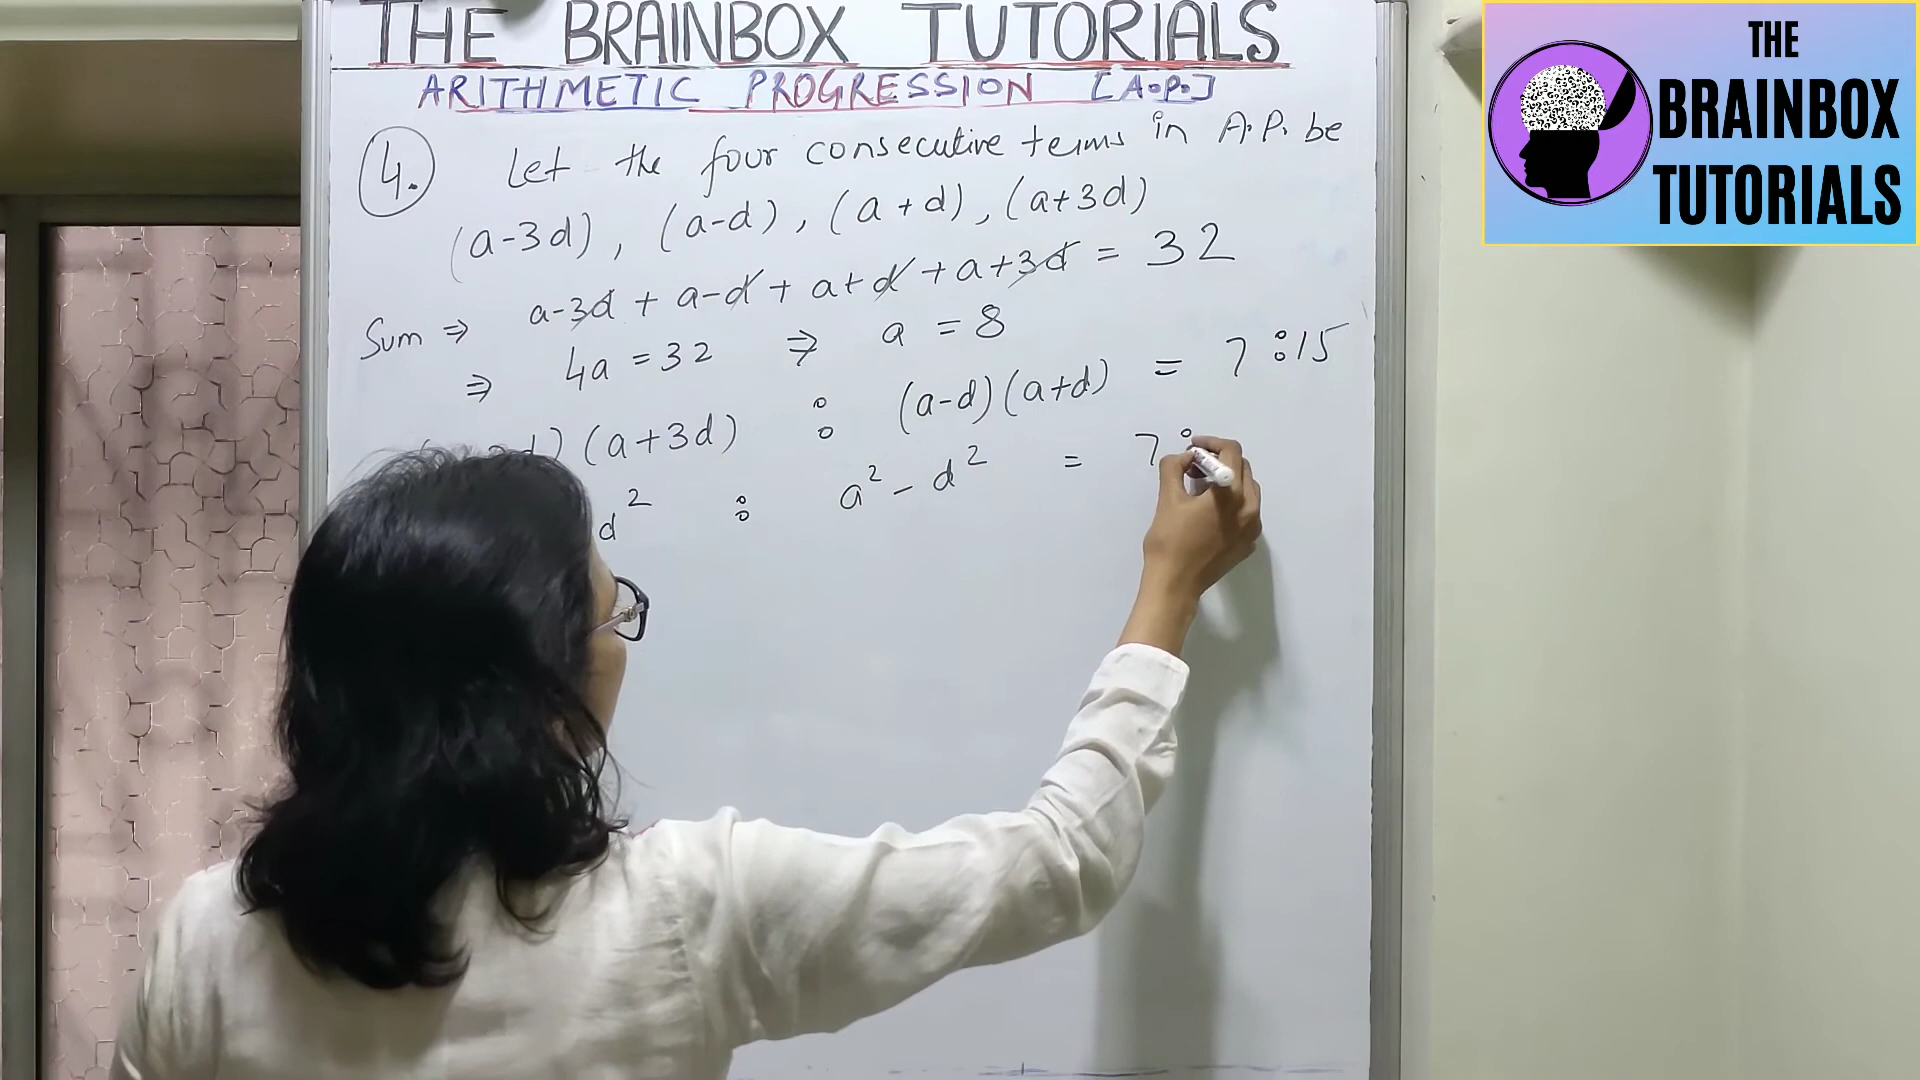 THE BRAINBOX TUTORIALS
ARITHMETIC PROGRESSION [A.P.]
4. Let the four consecutive terms in A.P. be
(a-3d), (a-d), (a+d), (a+3d)
Sum ⇒ a-3d + a-d + a+d + a+3d = 32
⇒ 4a = 32 ⇒ a = 8
(a+3d) : (a-d)(a+d) = 7:15
d² : a² - d² = 7:
THE
BRAINBOX
TUTORIALS